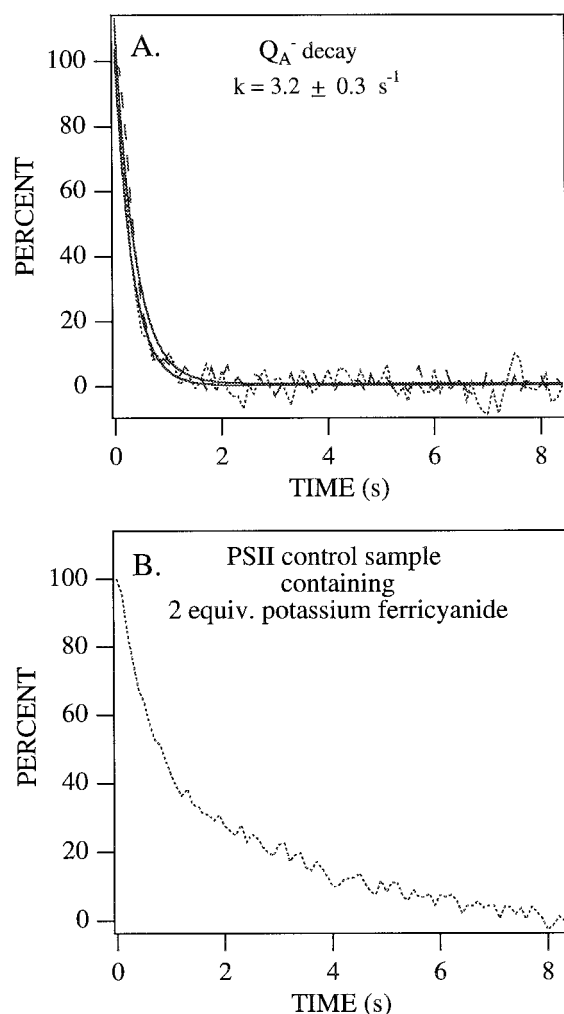 A.
Q_A^- decay
k = 3.2 ± 0.3 s^-1
PERCENT
100
80
60
40
20
0
0 2 4 6 8
TIME (s)
B.
PSII control sample
containing
2 equiv. potassium ferricyanide
PERCENT
100
80
60
40
20
0
0 2 4 6 8
TIME (s)